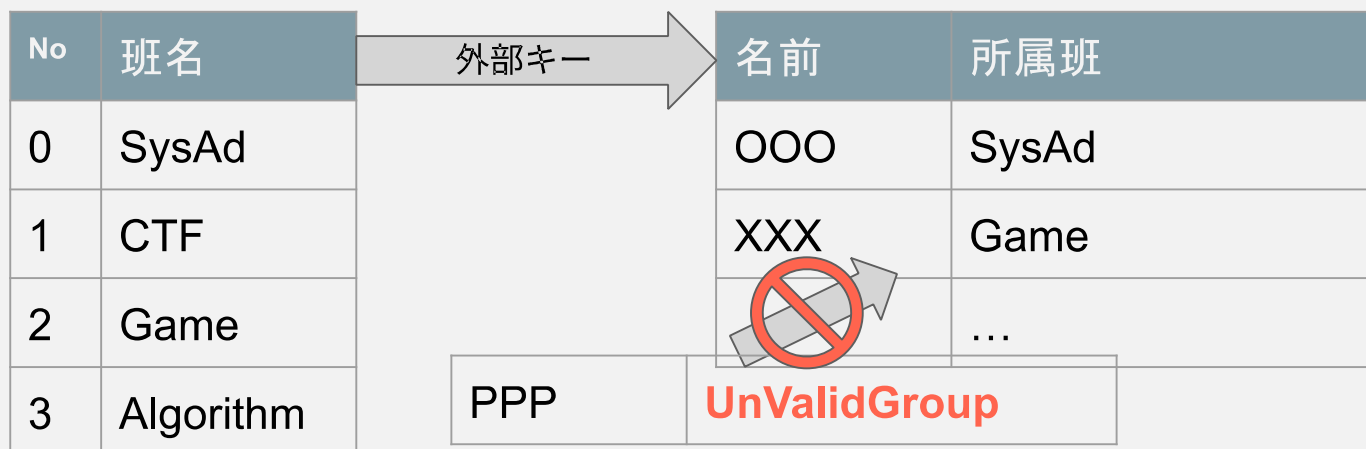 No 班名
外部キー
名前 所属班
0 SysAd
OOO SysAd
1 CTF
XXX Game
2 Game
…
3 Algorithm
PPP UnValidGroup